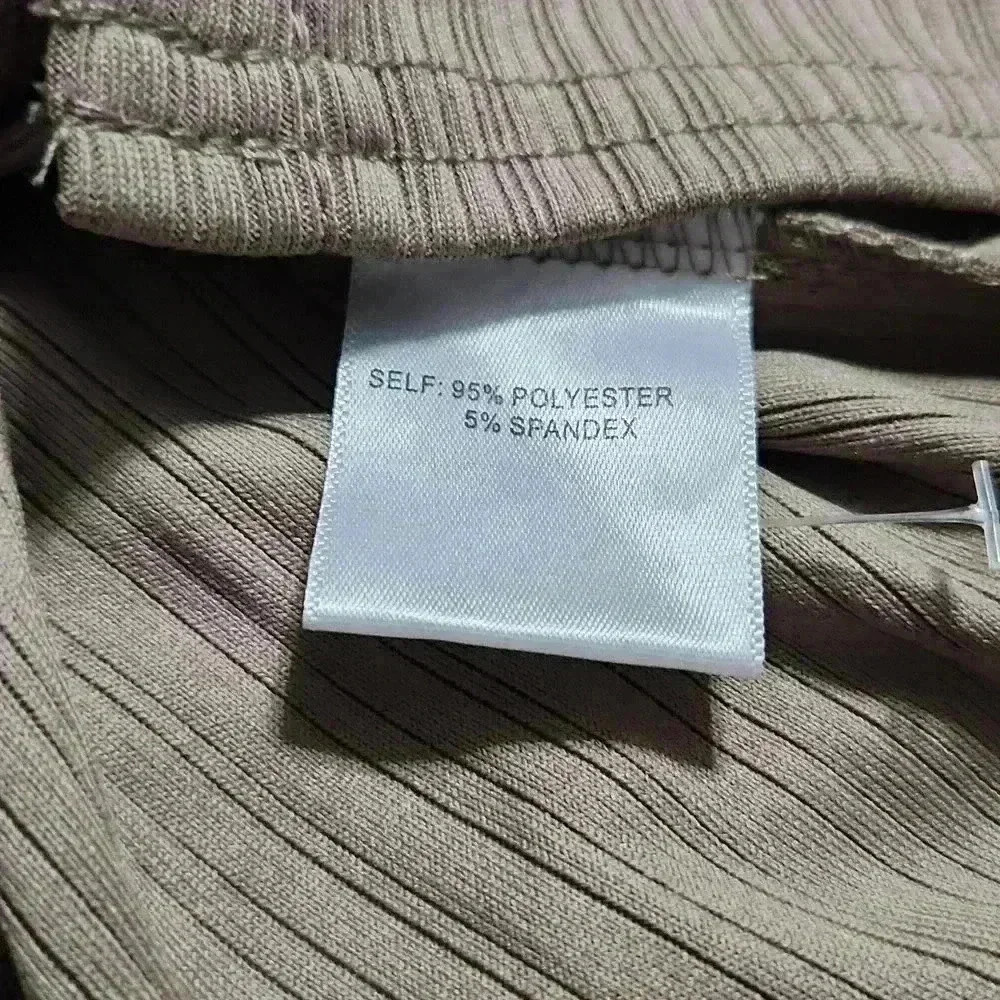 SELF: 95% POLYESTER
5% SPANDEX